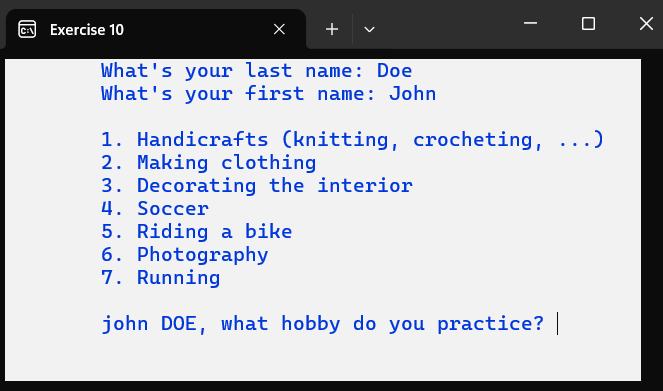 Exercise 10
What's your last name: Doe
What's your first name: John
1. Handicrafts (knitting, crocheting, ...)
2. Making clothing
3. Decorating the interior
4. Soccer
5. Riding a bike
6. Photography
7. Running
john DOE, what hobby do you practice?